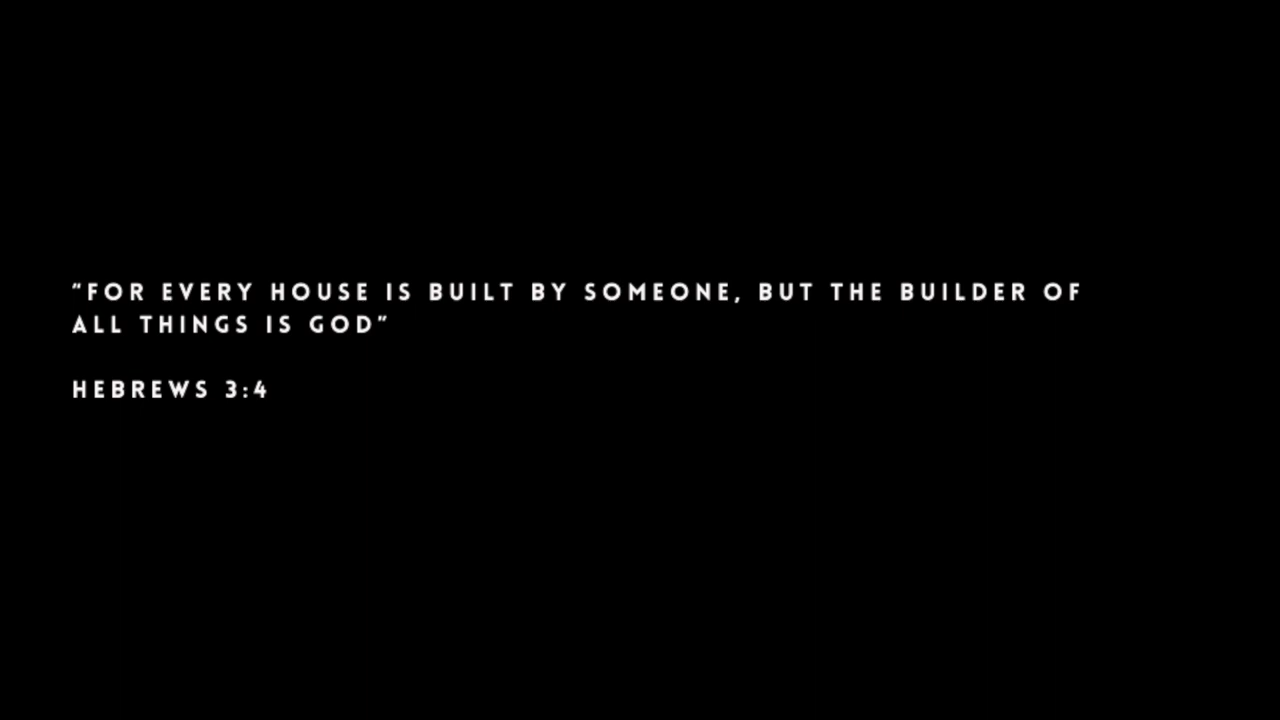 “FOR EVERY HOUSE IS BUILT BY SOMEONE, BUT THE BUILDER OF
ALL THINGS IS GOD”
HEBREWS 3:4